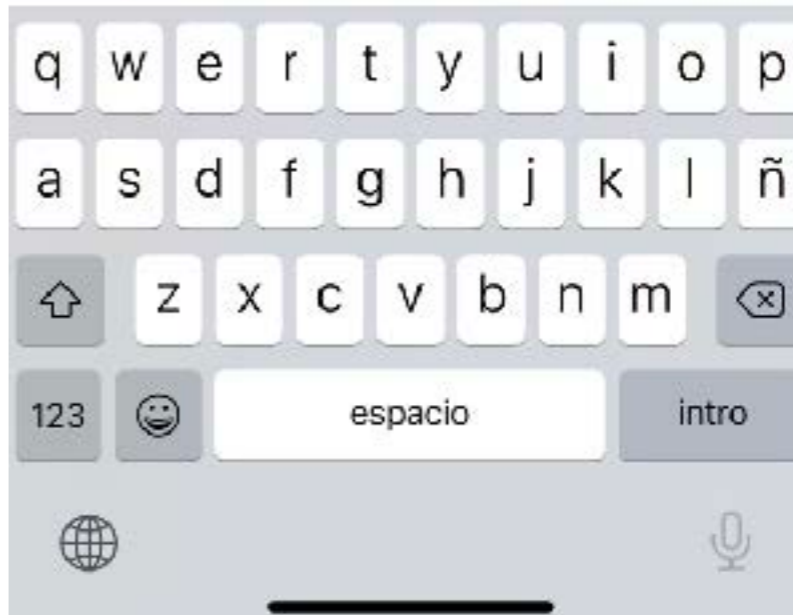 q w e r t y u i o p
a s d f g h j k l ñ
z x c v b n m
123 espacio intro